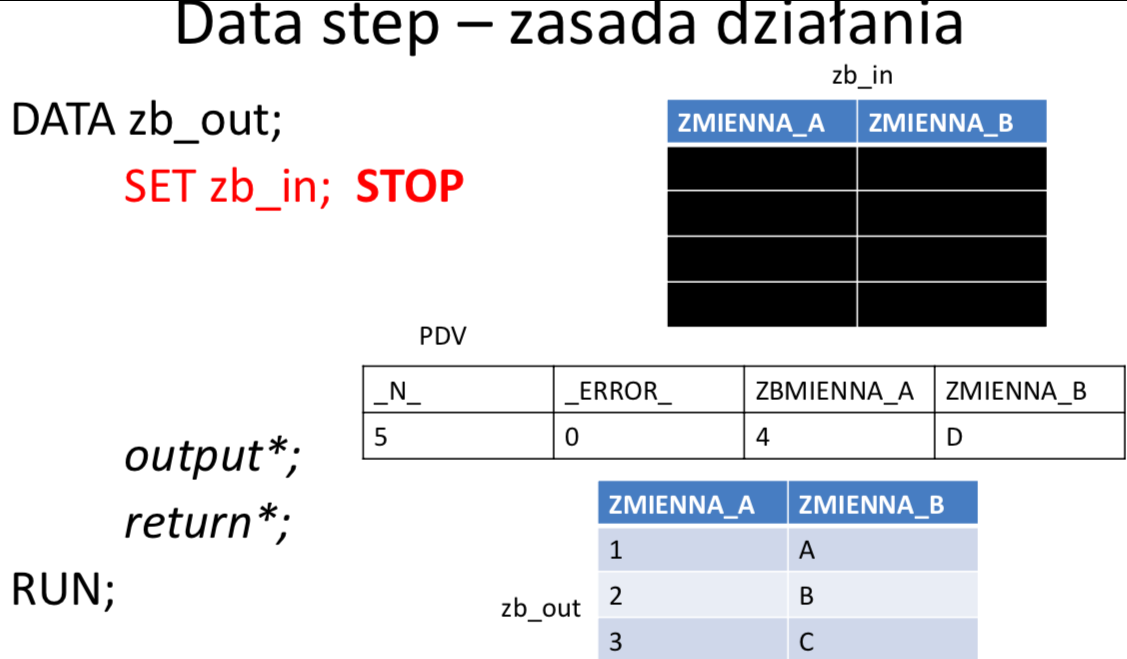 Data step – zasada działania
zb_in
DATA zb_out;
ZMIENNA_A ZMIENNA_B
SET zb_in; STOP
PDV
_N_ _ERROR_ ZBMIENNA_A ZMIENNA_B
5 0 4 D
output*;
return*;
RUN;
zb_out
ZMIENNA_A ZMIENNA_B
1 A
2 B
3 C